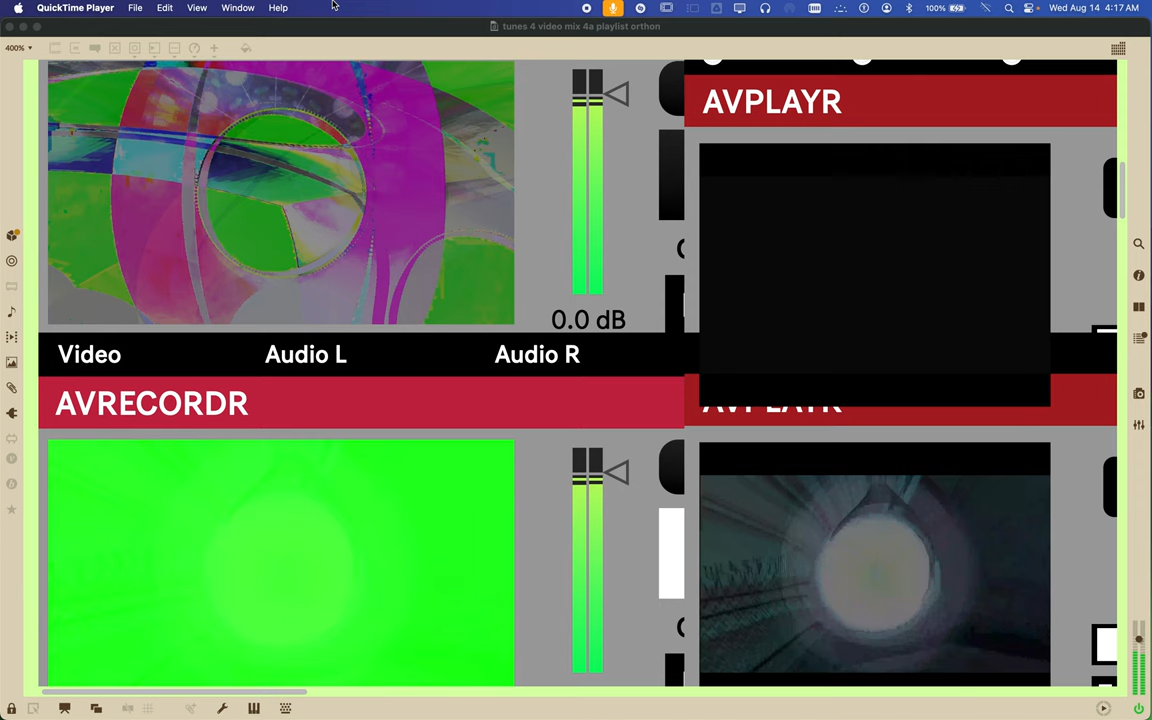 QuickTime Player File Edit View Window Help
100% Wed Aug 14 4:17 AM
tunes 4 video mix 4a playlist orthon
400%
AVPLAYR
0.0 dB
Video Audio L Audio R
AVRECORDR
AVPLAYR